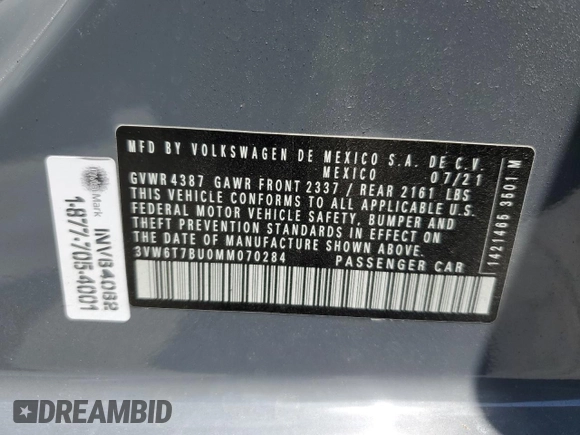 MFD BY VOLKSWAGEN DE MEXICO S.A. DE C.V.
MEXICO 07/21
GVWR 4387 GAWR FRONT 2337 / REAR 2161 LBS
THIS VEHICLE CONFORMS TO ALL APPLICABLE U.S.
FEDERAL MOTOR VEHICLE SAFETY, BUMPER AND
THEFT PREVENTION STANDARDS IN EFFECT ON THE
DATE OF MANUFACTURE SHOWN ABOVE.
3VW6T7BU0MM070284 PASSENGER CAR
1421465 3601 M
Mark
INV84082
1-877-705-4001
DREAMBID